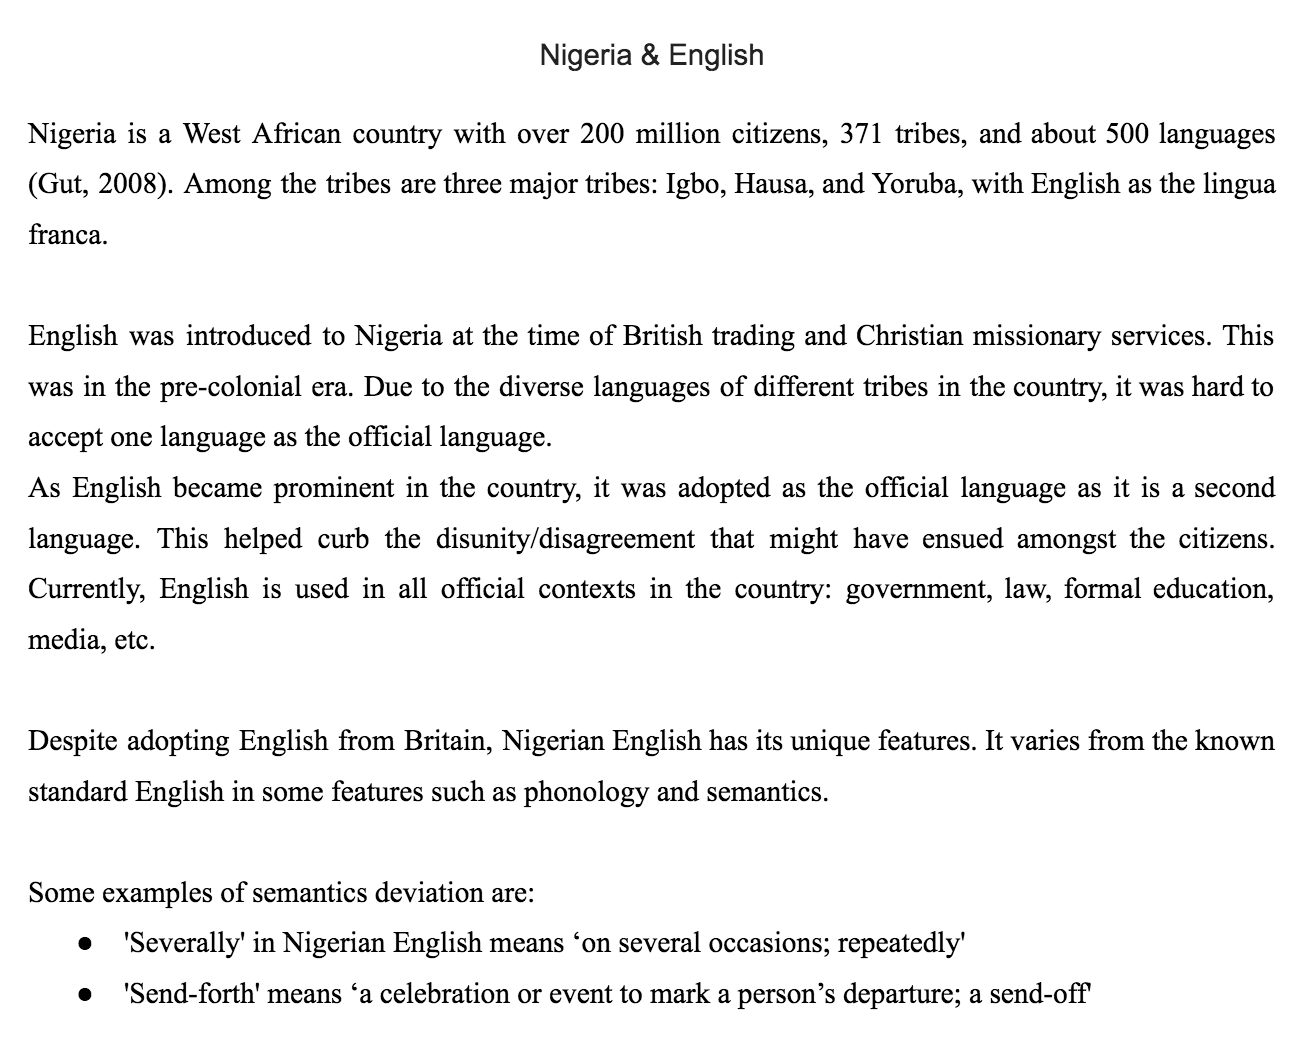 Nigeria & English
Nigeria is a West African country with over 200 million citizens, 371 tribes, and about 500 languages
(Gut, 2008). Among the tribes are three major tribes: Igbo, Hausa, and Yoruba, with English as the lingua
franca.
English was introduced to Nigeria at the time of British trading and Christian missionary services. This
was in the pre-colonial era. Due to the diverse languages of different tribes in the country, it was hard to
accept one language as the official language.
As English became prominent in the country, it was adopted as the official language as it is a second
language. This helped curb the disunity/disagreement that might have ensued amongst the citizens.
Currently, English is used in all official contexts in the country: government, law, formal education,
media, etc.
Despite adopting English from Britain, Nigerian English has its unique features. It varies from the known
standard English in some features such as phonology and semantics.
Some examples of semantics deviation are:
● 'Severally' in Nigerian English means ‘on several occasions; repeatedly'
● 'Send-forth' means ‘a celebration or event to mark a person’s departure; a send-off'